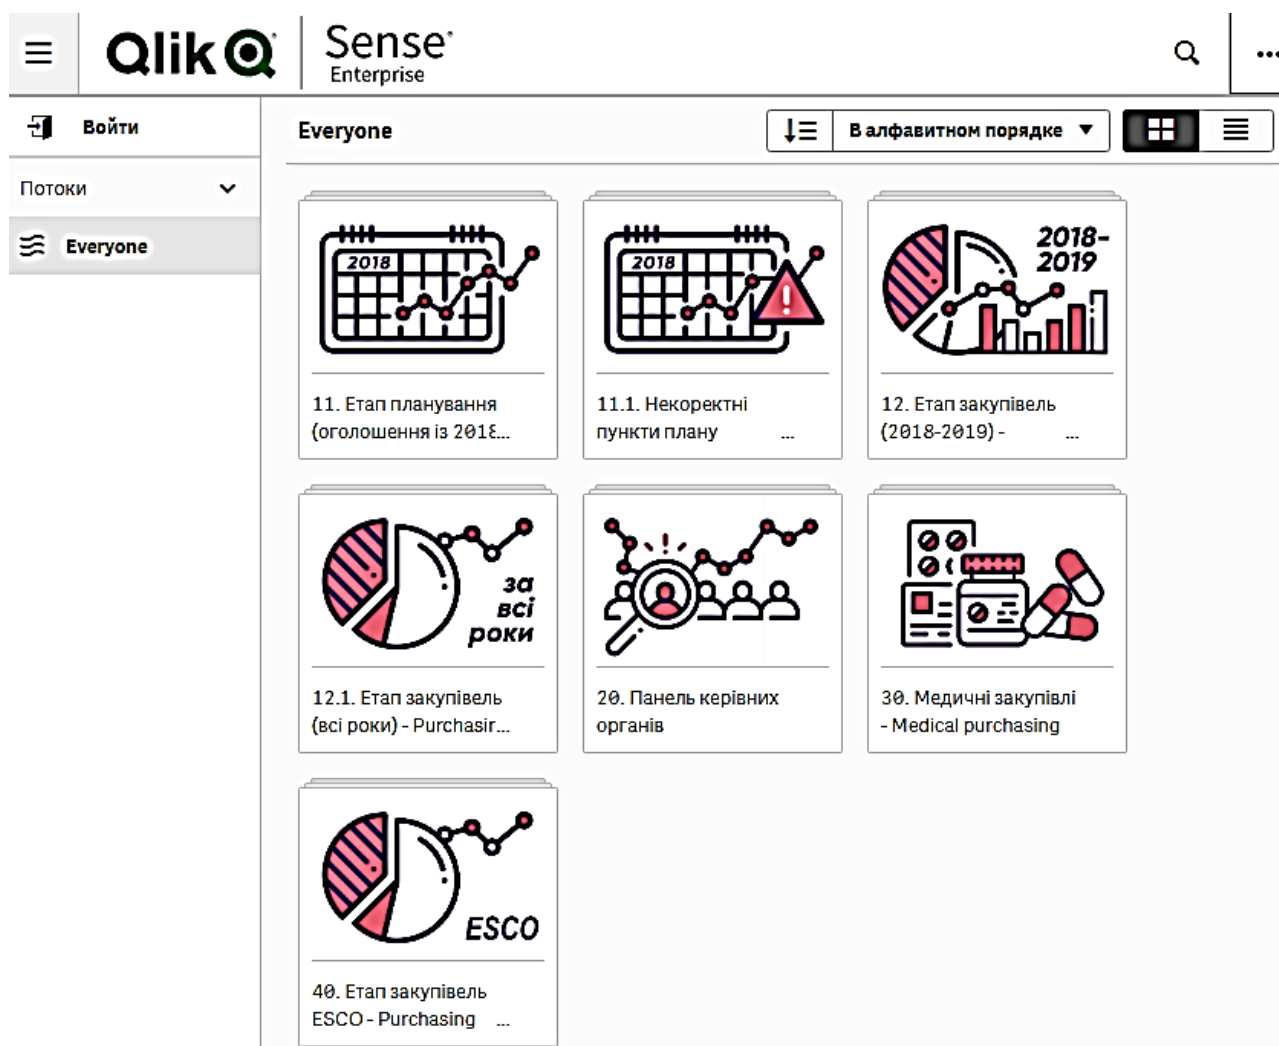 Qlik Sense®
Enterprise
Войти
Everyone
В алфавитном порядке
Потоки
Everyone
2018
2018
2018-
2019
11. Етап планування
(оголошення із 2018...
11.1. Некоректні
пункти плану ...
12. Етап закупівель
(2018-2019) - ...
за
всі
роки
12.1. Етап закупівель
(всі роки) - Purchasir...
20. Панель керівних
органів
30. Медичні закупівлі
- Medical purchasing
ESCO
40. Етап закупівель
ESCO - Purchasing ...